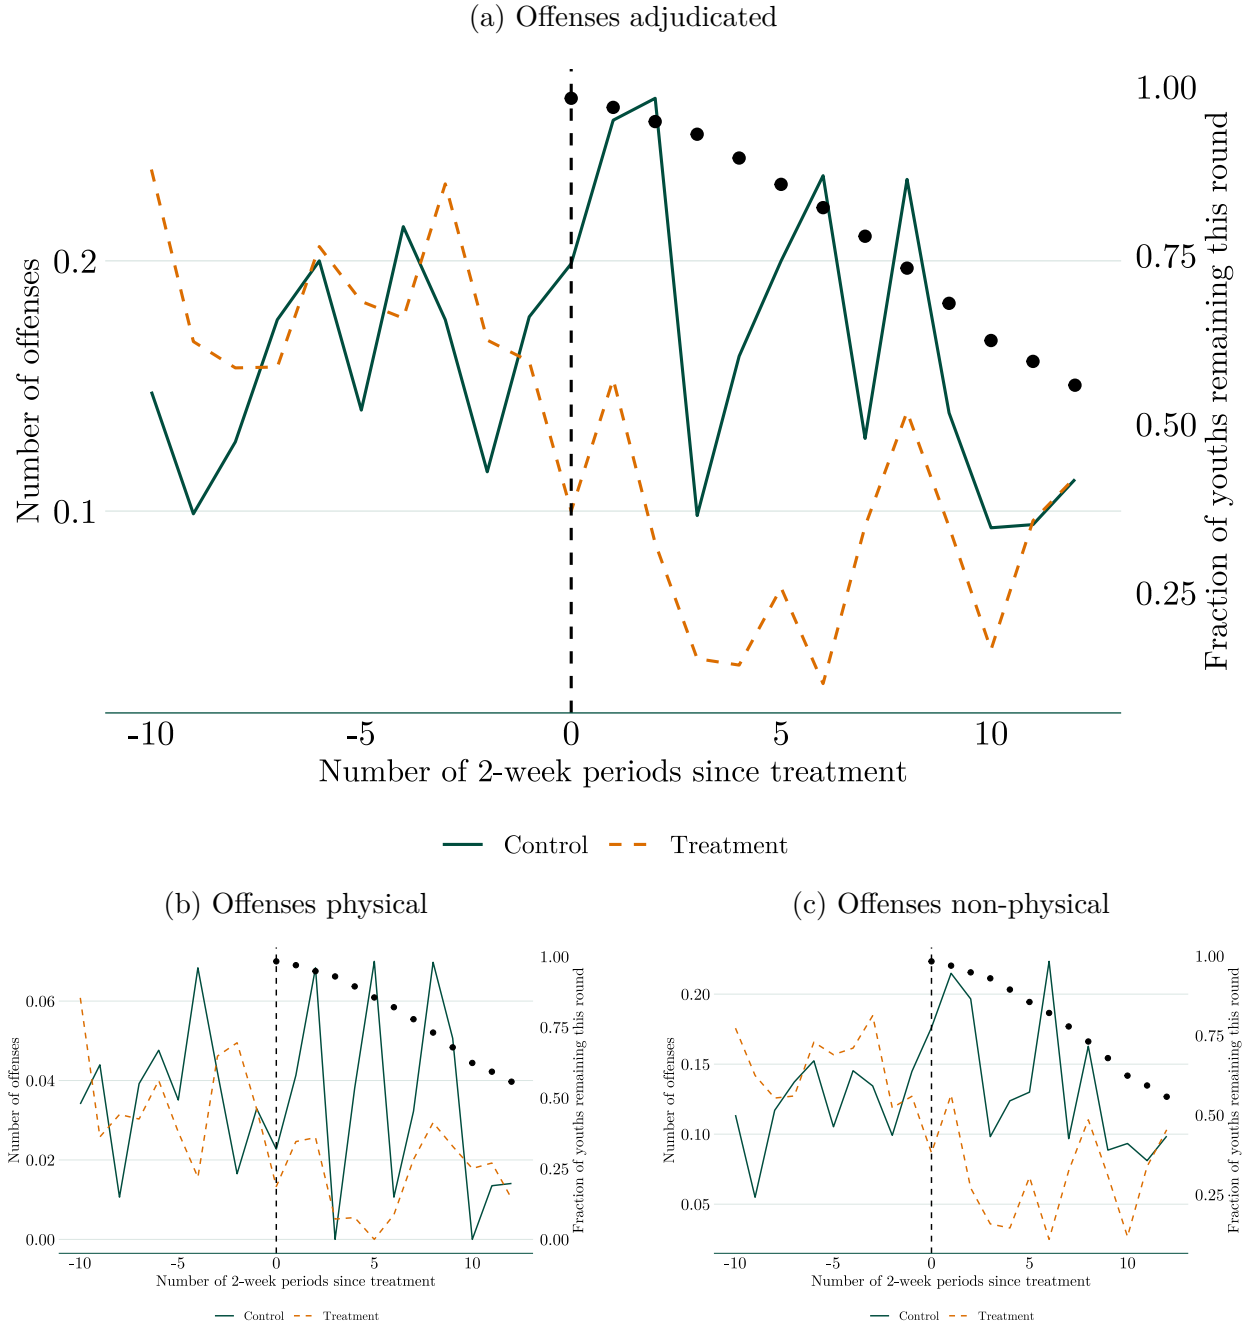 (a) Offenses adjudicated
Number of offenses
0.2
0.1
1.00
0.75
0.50
0.25
Fraction of youths remaining this round
-10 -5 0 5 10
Number of 2-week periods since treatment
Control Treatment
(b) Offenses physical
Number of offenses
0.06
0.04
0.02
0.00
1.00
0.75
0.50
0.25
0.00
Fraction of youths remaining this round
-10 -5 0 5 10
Number of 2-week periods since treatment
Control Treatment
(c) Offenses non-physical
Number of offenses
0.20
0.15
0.10
0.05
1.00
0.75
0.50
0.25
Fraction of youths remaining this round
-10 -5 0 5 10
Number of 2-week periods since treatment
Control Treatment